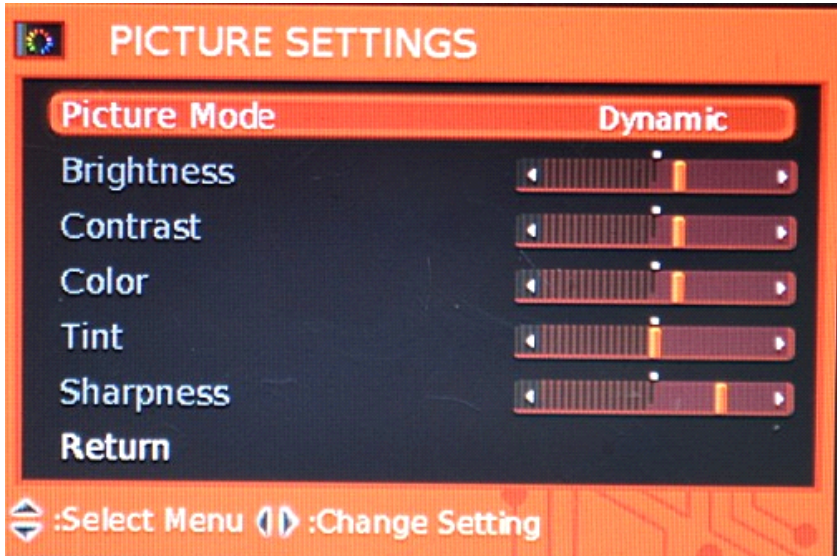 PICTURE SETTINGS
Picture Mode Dynamic
Brightness
Contrast
Color
Tint
Sharpness
Return
:Select Menu :Change Setting